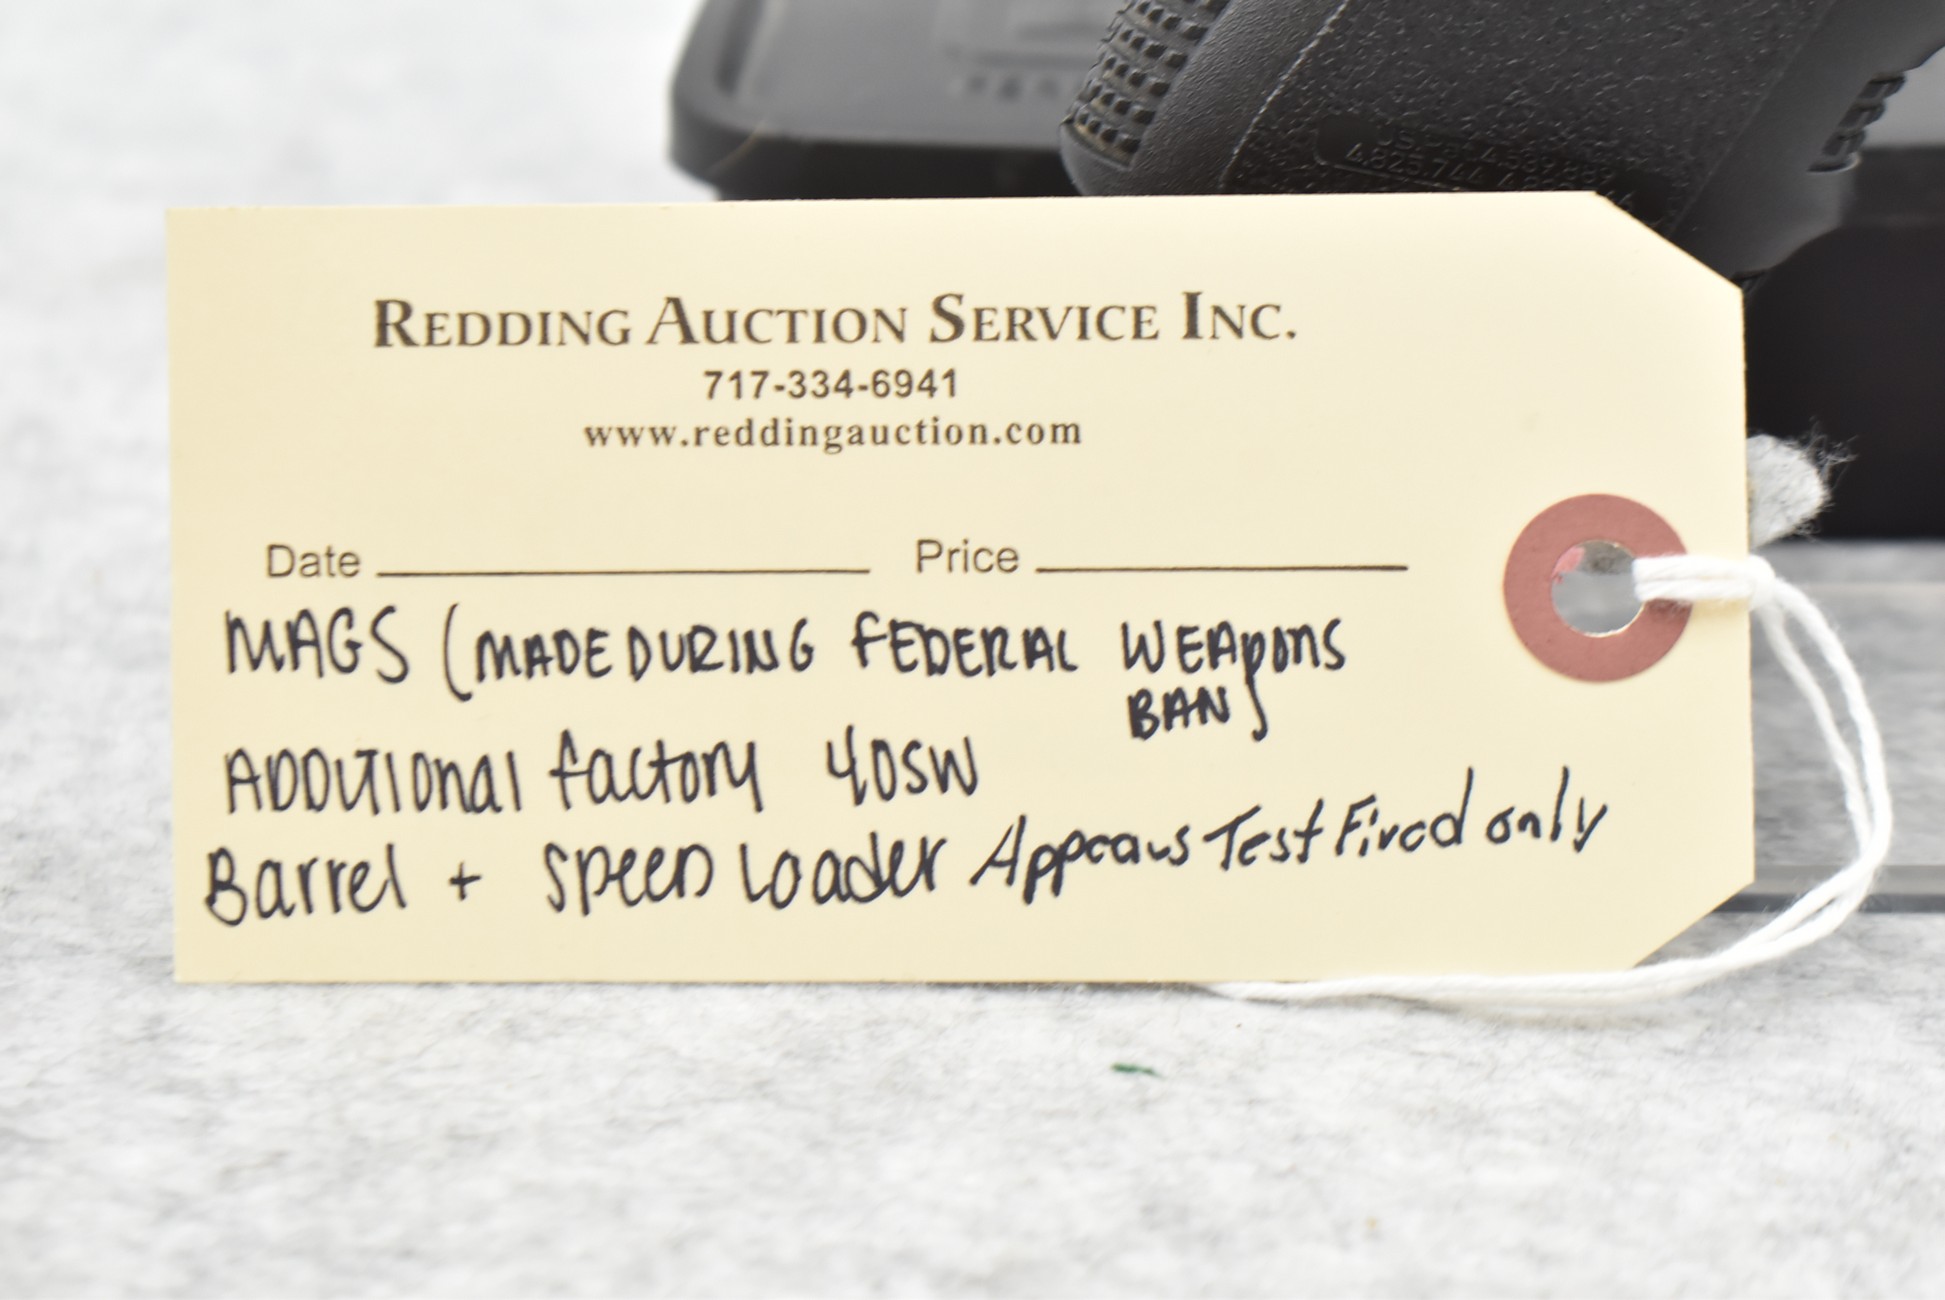 REDDING AUCTION SERVICE INC.
717-334-6941
www.reddingauction.com
Date Price
MAGS (MADE DURING FEDERAL WEAPONS
BAN)
ADDITIONAL factory 40SW
Barrel + SPEED LOADER Appears Test Fired only